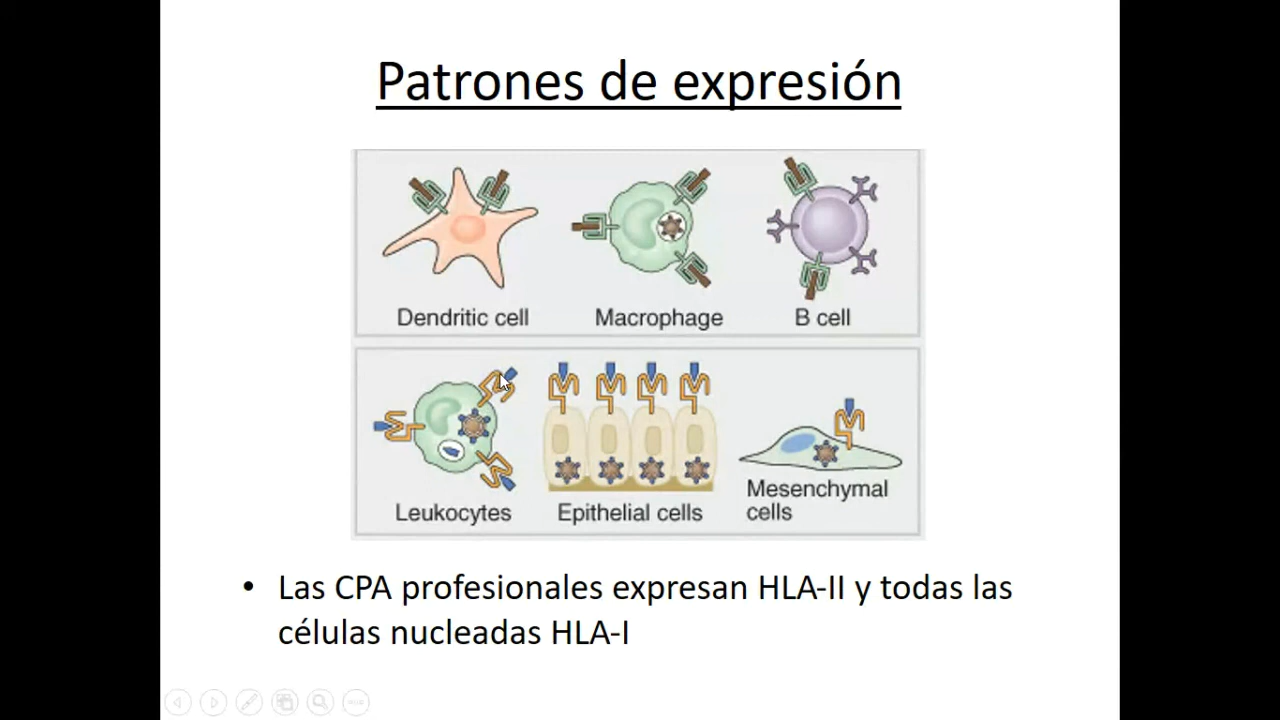 Patrones de expresión
Dendritic cell
Macrophage
B cell
Leukocytes
Epithelial cells
Mesenchymal
cells
• Las CPA profesionales expresan HLA-II y todas las
células nucleadas HLA-I